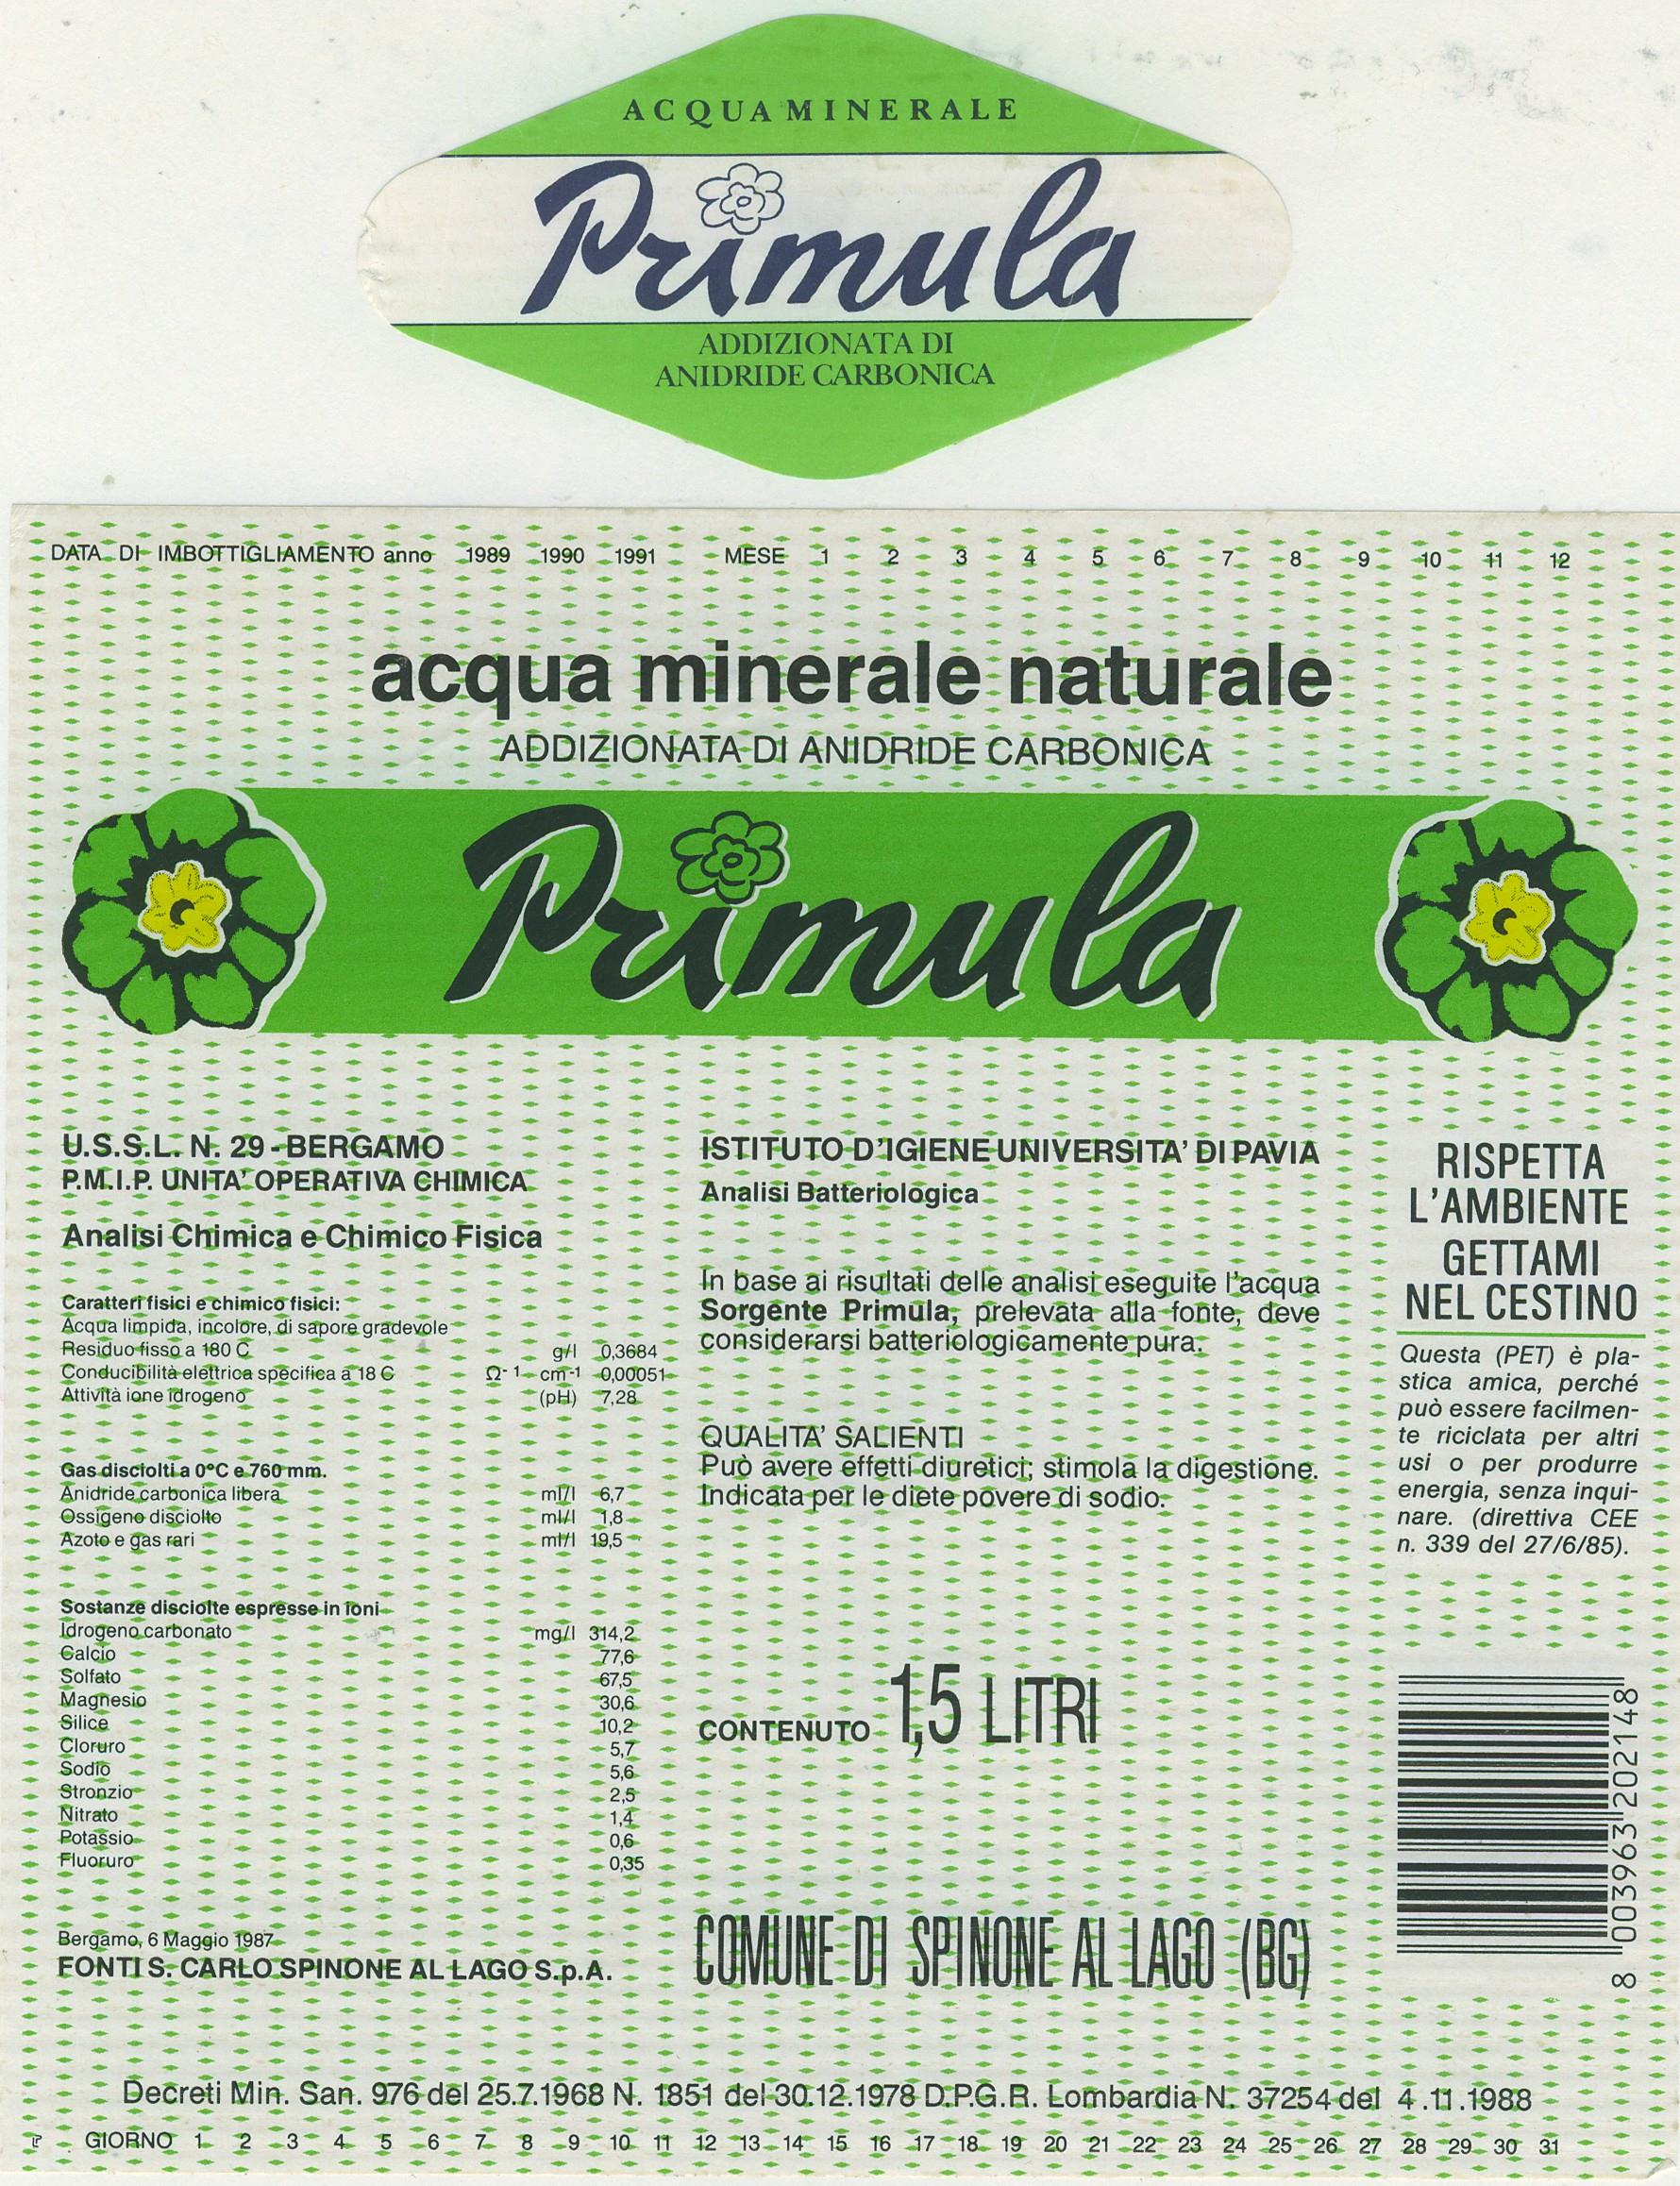 ACQUA MINERALE
Primula
ADDIZIONATA DI
ANIDRIDE CARBONICA
DATA DI IMBOTTIGLIAMENTO anno 1989 1990 1991 MESE 1 2 3 4 5 6 7 8 9 10 11 12
acqua minerale naturale
ADDIZIONATA DI ANIDRIDE CARBONICA
Primula
U.S.S.L. N. 29 - BERGAMO
P.M.I.P. UNITA' OPERATIVA CHIMICA
Analisi Chimica e Chimico Fisica
Caratteri fisici e chimico fisici:
Acqua limpida, incolore, di sapore gradevole
Residuo fisso a 180 C g/l 0,3684
Conducibilità elettrica specifica a 18 C Ω-1 cm-1 0,00051
Attività ione idrogeno (pH) 7,28
Gas disciolti a 0°C e 760 mm.
Anidride carbonica libera ml/l 6,7
Ossigeno disciolto ml/l 1,8
Azoto e gas rari ml/l 19,5
Sostanze disciolte espresse in ioni
Idrogeno carbonato mg/l 314,2
Calcio 77,6
Solfato 67,5
Magnesio 30,6
Silice 10,2
Cloruro 5,7
Sodio 5,6
Stronzio 2,5
Nitrato 1,4
Potassio 0,6
Fluoruro 0,35
Bergamo, 6 Maggio 1987
FONTI S. CARLO SPINONE AL LAGO S.p.A.
ISTITUTO D'IGIENE UNIVERSITA' DI PAVIA
Analisi Batteriologica
In base ai risultati delle analisi eseguite l'acqua
Sorgente Primula, prelevata alla fonte, deve
considerarsi batteriologicamente pura.
QUALITA' SALIENTI
Può avere effetti diuretici; stimola la digestione.
Indicata per le diete povere di sodio.
CONTENUTO 1,5 LITRI
COMUNE DI SPINONE AL LAGO (BG)
RISPETTA
L'AMBIENTE
GETTAMI
NEL CESTINO
Questa (PET) è pla-
stica amica, perché
può essere facilmen-
te riciclata per altri
usi o per produrre
energia, senza inqui-
nare. (direttiva CEE
n. 339 del 27/6/85).
8 003963 202148
Decreti Min. San. 976 del 25.7.1968 N. 1851 del 30.12.1978 D.P.G.R. Lombardia N. 37254 del 4.11.1988
GIORNO 1 2 3 4 5 6 7 8 9 10 11 12 13 14 15 16 17 18 19 20 21 22 23 24 25 26 27 28 29 30 31